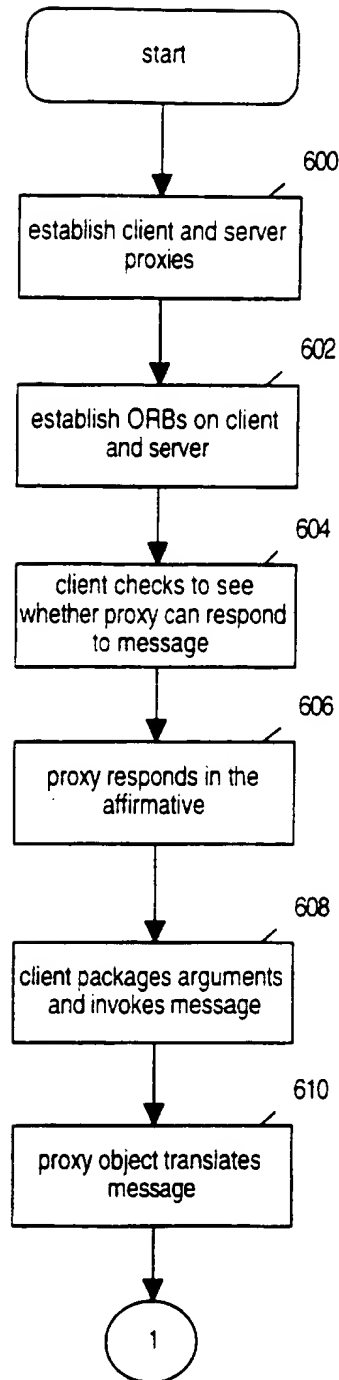 start
600
establish client and server
proxies
602
establish ORBs on client
and server
604
client checks to see
whether proxy can respond
to message
606
proxy responds in the
affirmative
608
client packages arguments
and invokes message
610
proxy object translates
message
1